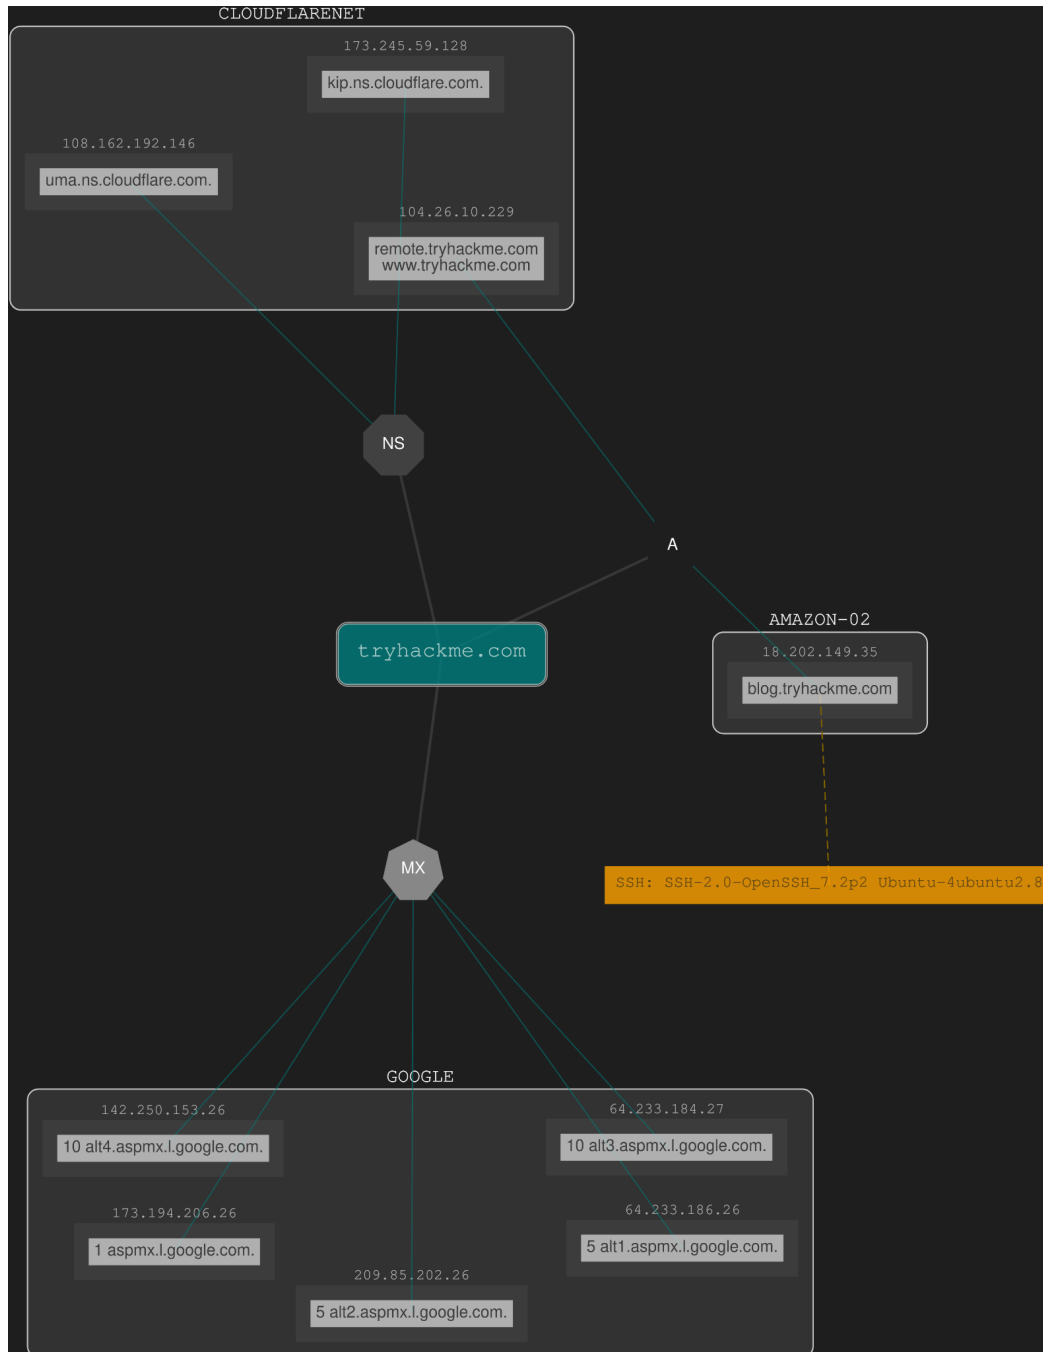 CLOUDFLARENET
173.245.59.128
kip.ns.cloudflare.com.
108.162.192.146
uma.ns.cloudflare.com.
104.26.10.229
remote.tryhackme.com
www.tryhackme.com
NS
A
tryhackme.com
AMAZON-02
18.202.149.35
blog.tryhackme.com
MX
SSH: SSH-2.0-OpenSSH_7.2p2 Ubuntu-4ubuntu2.8
GOOGLE
142.250.153.26
10 alt4.aspmx.l.google.com.
64.233.184.27
10 alt3.aspmx.l.google.com.
173.194.206.26
1 aspmx.l.google.com.
64.233.186.26
5 alt1.aspmx.l.google.com.
209.85.202.26
5 alt2.aspmx.l.google.com.